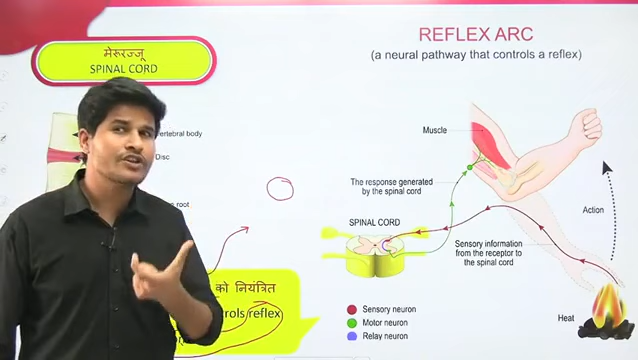 मेरूरज्जू
SPINAL CORD
REFLEX ARC
(a neural pathway that controls a reflex)
Vertebral body
Disc
root
Muscle
The response generated
by the spinal cord
SPINAL CORD
Action
Sensory information
from the receptor to
the spinal cord
Heat
को नियंत्रित
reflex
Sensory neuron
Motor neuron
Relay neuron